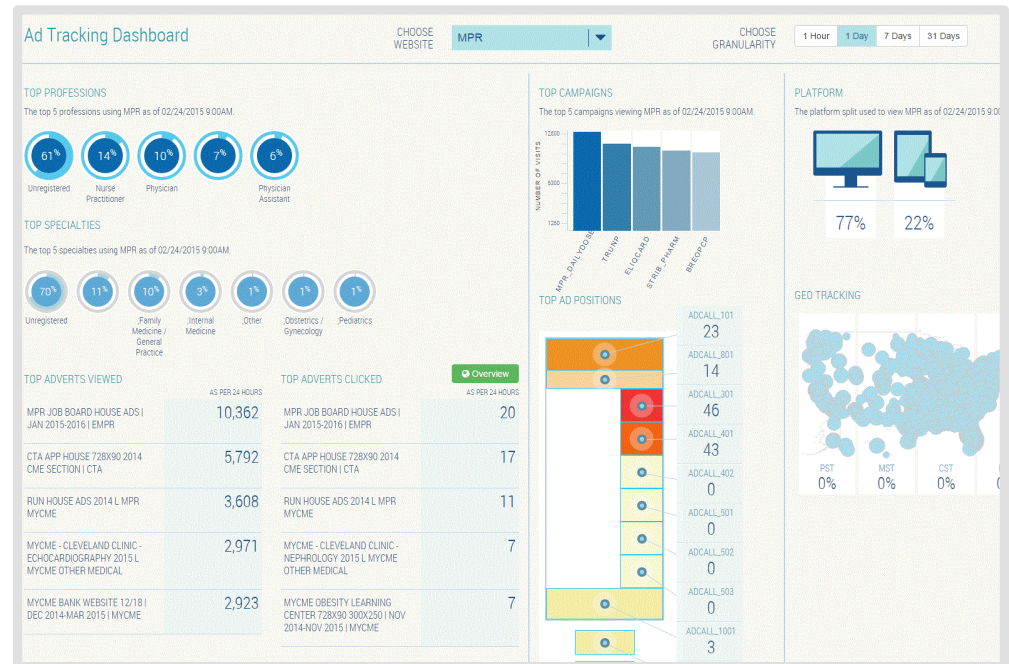 Ad Tracking Dashboard
CHOOSE
WEBSITE
MPR
CHOOSE
GRANULARITY
1 Hour
1 Day
7 Days
31 Days
TOP PROFESSIONS
The top 5 professions using MPR as of 02/24/2015 9:00AM.
61%
14%
10%
7%
6%
Unregistered
Nurse
Practitioner
Physician
Physician
Assistant
TOP SPECIALTIES
The top 5 specialties using MPR as of 02/24/2015 9:00AM.
70%
11%
10%
3%
1%
1%
1%
Unregistered
;Family
Medicine /
General
Practice
;Internal
Medicine
;Other
;Obstetrics /
Gynecology
;Pediatrics
TOP ADVERTS VIEWED
AS PER 24 HOURS
MPR JOB BOARD HOUSE ADS |
JAN 2015-2016 | EMPR
10,362
CTA APP HOUSE 728X90 2014
CME SECTION | CTA
5,792
RUN HOUSE ADS 2014 L MPR
MYCME
3,608
MYCME - CLEVELAND CLINIC -
ECHOCARDIOGRAPHY 2015 L
MYCME OTHER MEDICAL
2,971
MYCME BANK WEBSITE 12/18 |
DEC 2014-MAR 2015 | MYCME
2,923
TOP ADVERTS CLICKED
Overview
AS PER 24 HOURS
MPR JOB BOARD HOUSE ADS |
JAN 2015-2016 | EMPR
20
CTA APP HOUSE 728X90 2014
CME SECTION | CTA
17
RUN HOUSE ADS 2014 L MPR
MYCME
11
MYCME - CLEVELAND CLINIC -
NEPHROLOGY 2015 L MYCME
OTHER MEDICAL
7
MYCME OBESITY LEARNING
CENTER 728X90 300X250 | NOV
2014-NOV 2015 | MYCME
7
TOP CAMPAIGNS
The top 5 campaigns viewing MPR as of 02/24/2015 9:00AM.
NUMBER OF VISITS
12000
6300
1250
MPR_DAILYDOSE
TRUNP
ELIQCARD
STRIB_PHARM
BREOPCP
TOP AD POSITIONS
ADCALL_101
23
ADCALL_801
14
ADCALL_301
46
ADCALL_401
43
ADCALL_402
0
ADCALL_501
0
ADCALL_502
0
ADCALL_503
0
ADCALL_1001
3
PLATFORM
The platform split used to view MPR as of 02/24/2015 9:00
77%
22%
GEO TRACKING
PST
0%
MST
0%
CST
0%